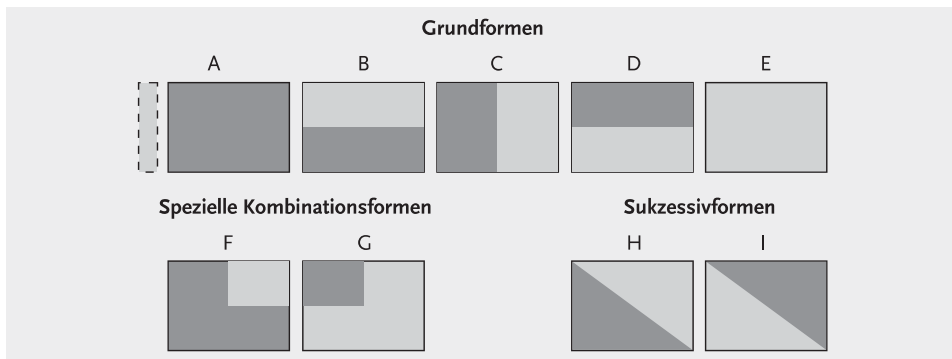 Grundformen
A B C D E
Spezielle Kombinationsformen Sukzessivformen
F G H I